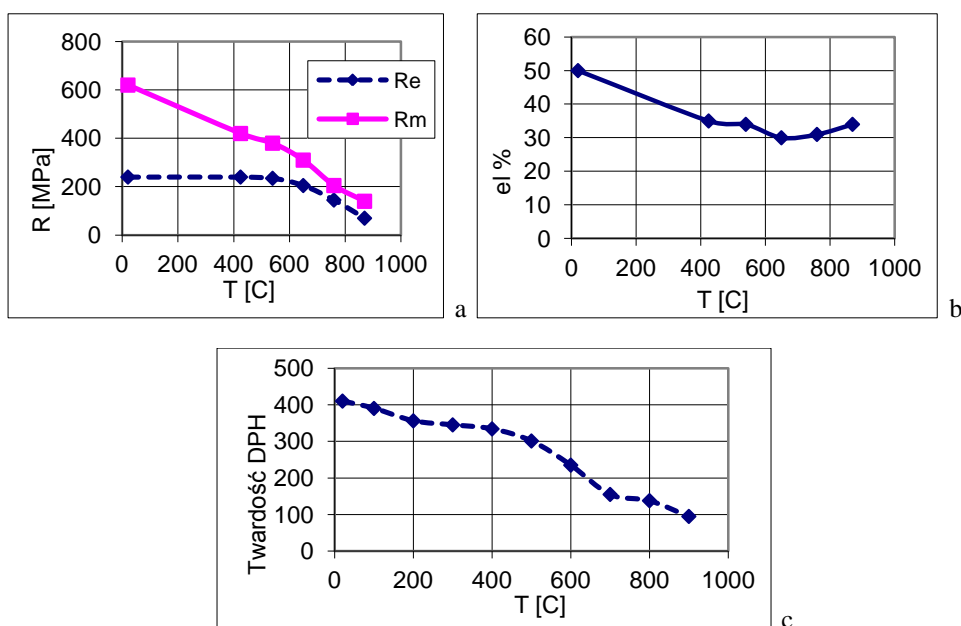 800
600
400
200
0
R [MPa]
0 200 400 600 800 1000
T [C]
Re
Rm
a
60
50
40
30
20
10
0
el %
0 200 400 600 800 1000
T [C]
b
500
400
300
200
100
0
Twardość DPH
0 200 400 600 800 1000
T [C]
c